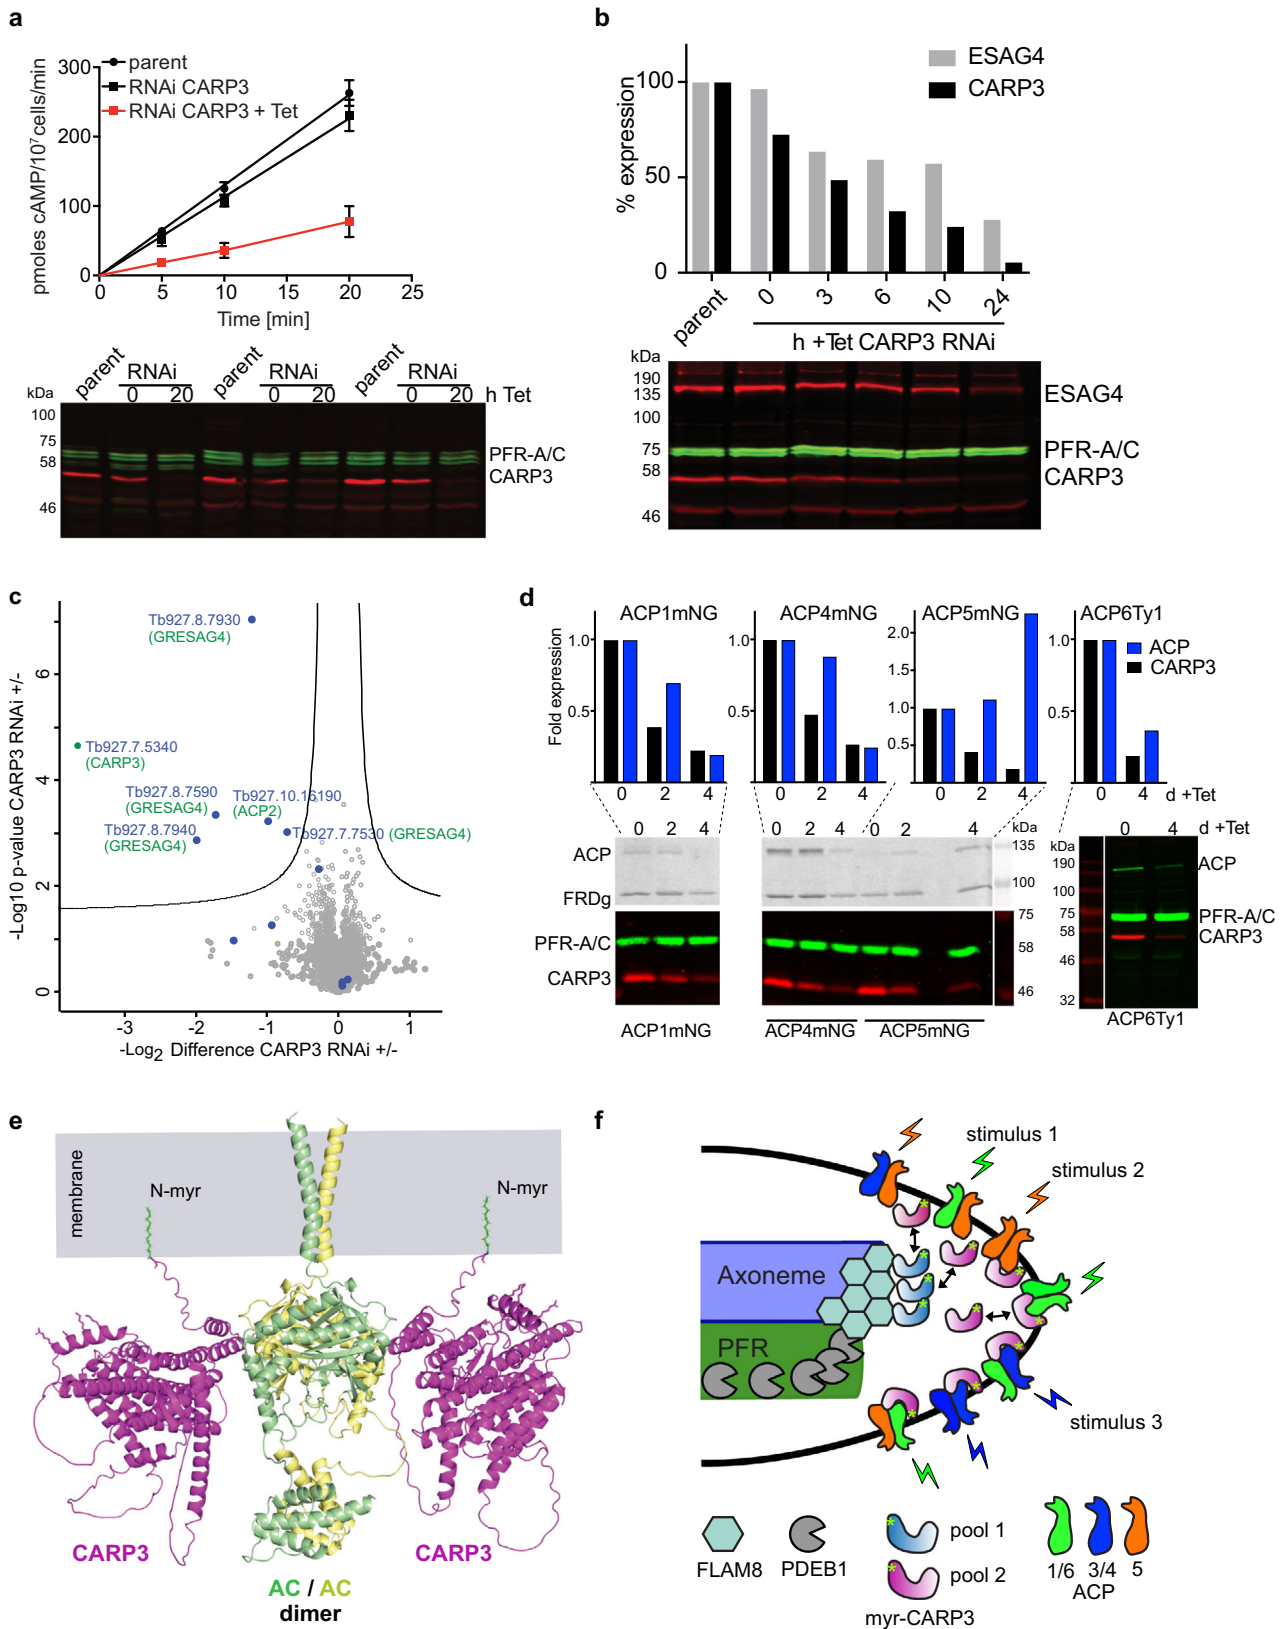 a
parent
RNAi CARP3
RNAi CARP3 + Tet
pmoles cAMP/10⁷cells/min
300
200
100
0
0 5 10 15 20 25
Time [min]
parent RNAi parent RNAi parent RNAi
kDa 0 20 0 20 0 20 h Tet
100
75
58
46
PFR-A/C
CARP3
b
ESAG4
CARP3
% expression
100
50
0
parent 0 3 6 10 24
h +Tet CARP3 RNAi
kDa
190
135
100
75
58
46
ESAG4
PFR-A/C
CARP3
c
-Log10 p-value CARP3 RNAi +/-
6
4
2
0
Tb927.8.7930
(GRESAG4)
Tb927.7.5340
(CARP3)
Tb927.8.7590
(GRESAG4)
Tb927.10.16190
(ACP2)
Tb927.8.7940
(GRESAG4)
Tb927.7.7530 (GRESAG4)
-3 -2 -1 0 1
-Log2 Difference CARP3 RNAi +/-
d
ACP1mNG ACP4mNG ACP5mNG ACP6Ty1
Fold expression
1.0
0.5
1.0
0.5
2.0
1.5
1.0
0.5
1.0
0.5
ACP
CARP3
0 2 4 0 2 4 0 2 4 0 4 d +Tet
0 2 4 0 2 4 0 2 4 kDa
135
100
75
58
46
ACP
FRDg
PFR-A/C
CARP3
ACP1mNG ACP4mNG ACP5mNG
0 4 d +Tet
kDa
190
100
75
58
46
32
ACP
PFR-A/C
CARP3
ACP6Ty1
e
membrane
N-myr
N-myr
CARP3
CARP3
AC / AC
dimer
f
stimulus 1
stimulus 2
stimulus 3
Axoneme
PFR
FLAM8
PDEB1
pool 1
pool 2
myr-CARP3
1/6 3/4 5
ACP